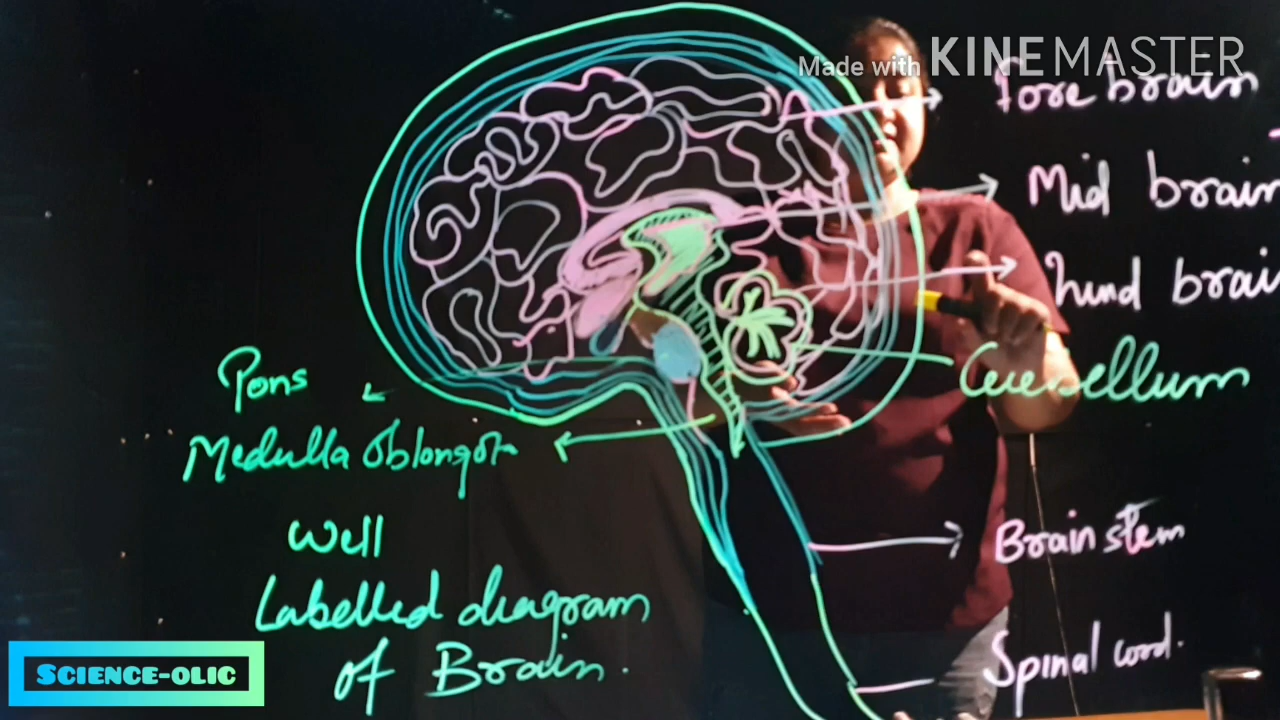 Made with KINEMASTER
Fore brain
Mid brain
hind brai
Cerebellum
Pons
Medulla Oblongat
Well
Labelled diagram
of Brain.
Brain stem
Spinal cord.
SCIENCE-OLIC